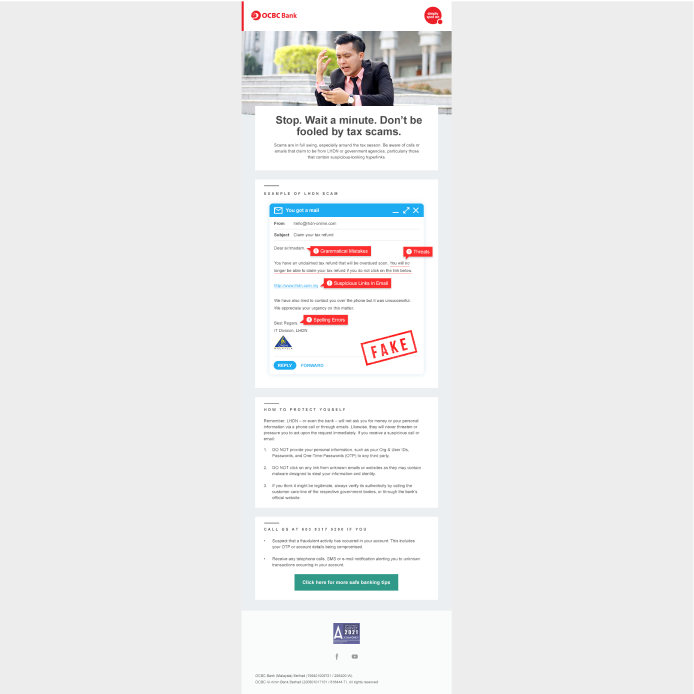 OCBC Bank
simply spot on
Stop. Wait a minute. Don't be
fooled by tax scams.
Scams are in full swing, especially around the tax season. Be aware of calls or
emails that claim to be from LHDN or government agencies, particularly those
that contain suspicious-looking hyperlinks.
EXAMPLE OF LHDN SCAM
You got a mail
From hello@lhdn-online.com
Subject Claim your tax refund
Dear sir/madam,
Grammatical Mistakes
Threats
You have an unclaimed tax refund that will be overdued soon. You will no
longer be able to claim your tax refund if you do not click on the link below.
http://www.lhdn.com.my
Suspicious Links in Email
We have also tried to contact you over the phone but it was unsuccessful.
We appreciate your urgency on this matter.
Best Regans,
Spelling Errors
IT Division, LHDN
FAKE
REPLY FORWARD
HOW TO PROTECT YOURSELF
Remember, LHDN – or even the bank – will not ask you for money or your personal
information via a phone call or through emails. Likewise, they will never threaten or
pressure you to act upon the request immediately. If you receive a suspicious call or
email:
1. DO NOT provide your personal information, such as your Org & User IDs,
Passwords, and One-Time Passwords (OTP) to any third party.
2. DO NOT click on any link from unknown emails or websites as they may contain
malware designed to steal your information and identity.
3. If you think it might be legitimate, always verify its authenticity by calling the
customer care-line of the respective government bodies, or through the bank's
official website.
CALL US AT 603 8317 5200 IF YOU
• Suspect that a fraudulent activity has occurred in your account. This includes
your OTP or account details being compromised.
• Receive any telephone calls, SMS or e-mail notification alerting you to unknown
transactions occurring in your account.
Click here for more safe banking tips
2021
OCBC Bank (Malaysia) Berhad
OCBC Al-Amin Bank Berhad
All rights reserved